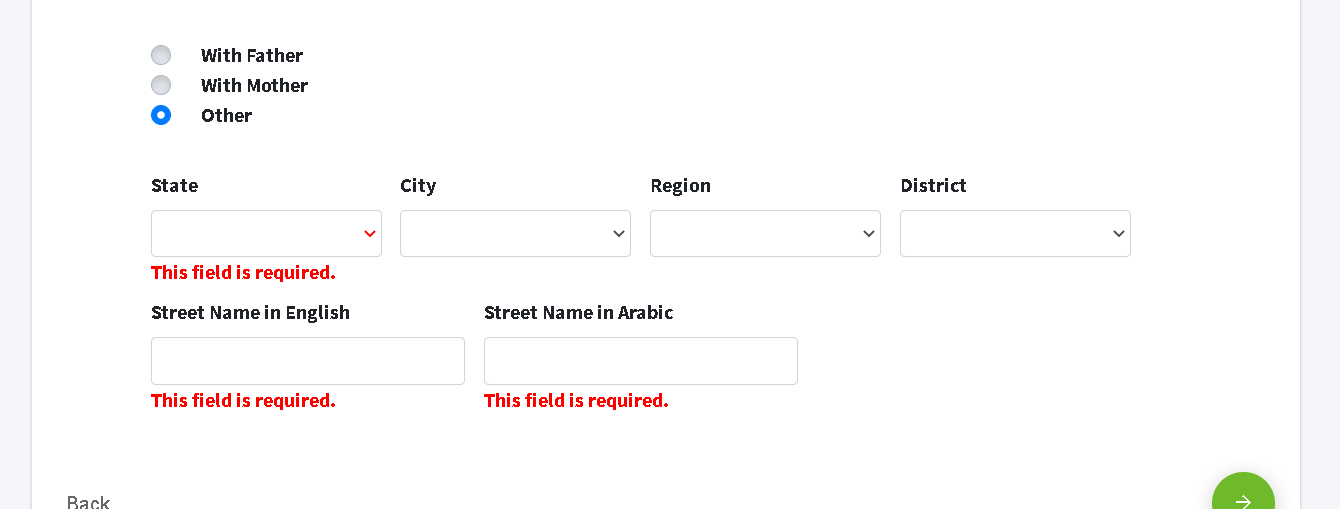 With Father
With Mother
Other
State City Region District
This field is required.
Street Name in English Street Name in Arabic
This field is required. This field is required.
Back